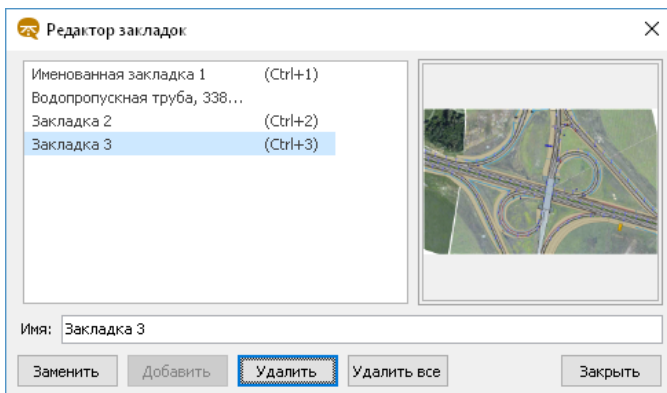 Редактор закладок
Именованная закладка 1 (Ctrl+1)
Водопропускная труба, 338...
Закладка 2 (Ctrl+2)
Закладка 3 (Ctrl+3)
Имя: Закладка 3
Заменить Добавить Удалить Удалить все Закрыть